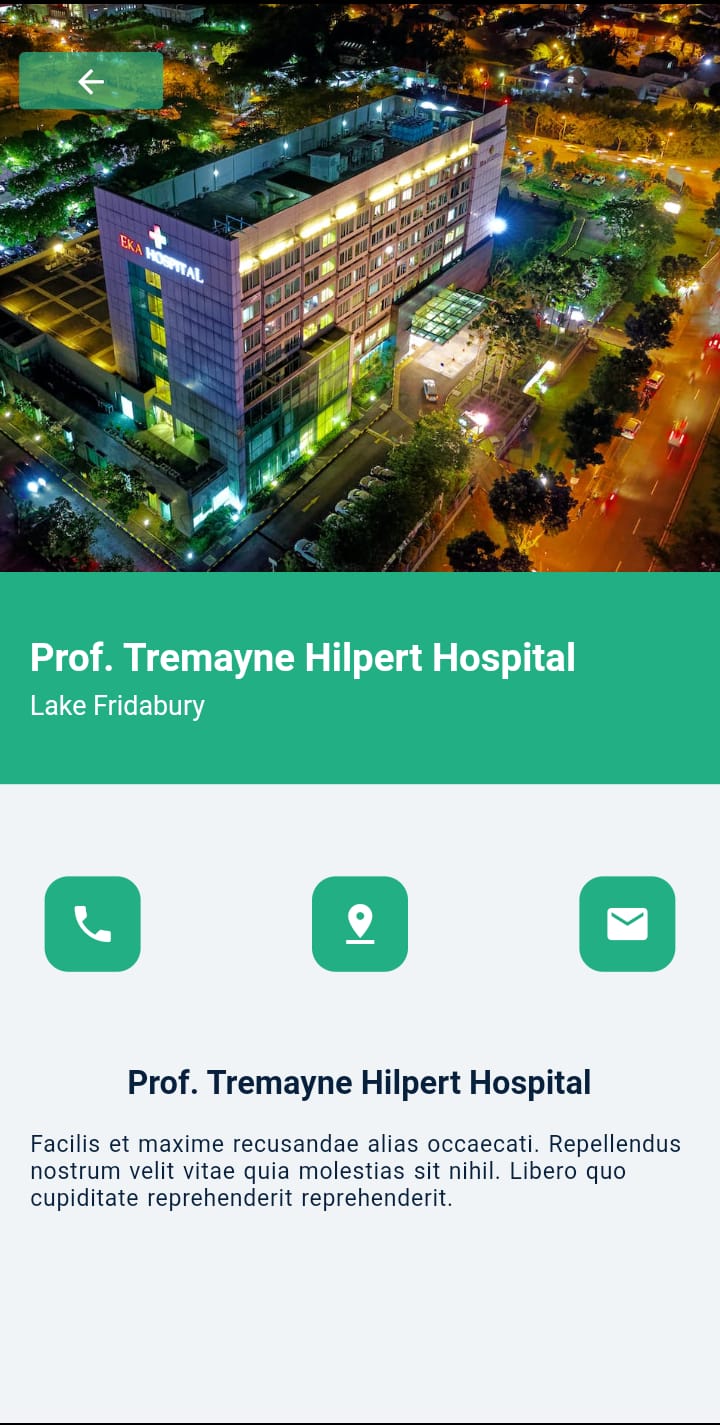 EKA HOSPITAL
Prof. Tremayne Hilpert Hospital
Lake Fridabury
Prof. Tremayne Hilpert Hospital
Facilis et maxime recusandae alias occaecati. Repellendus
nostrum velit vitae quia molestias sit nihil. Libero quo
cupiditate reprehenderit reprehenderit.